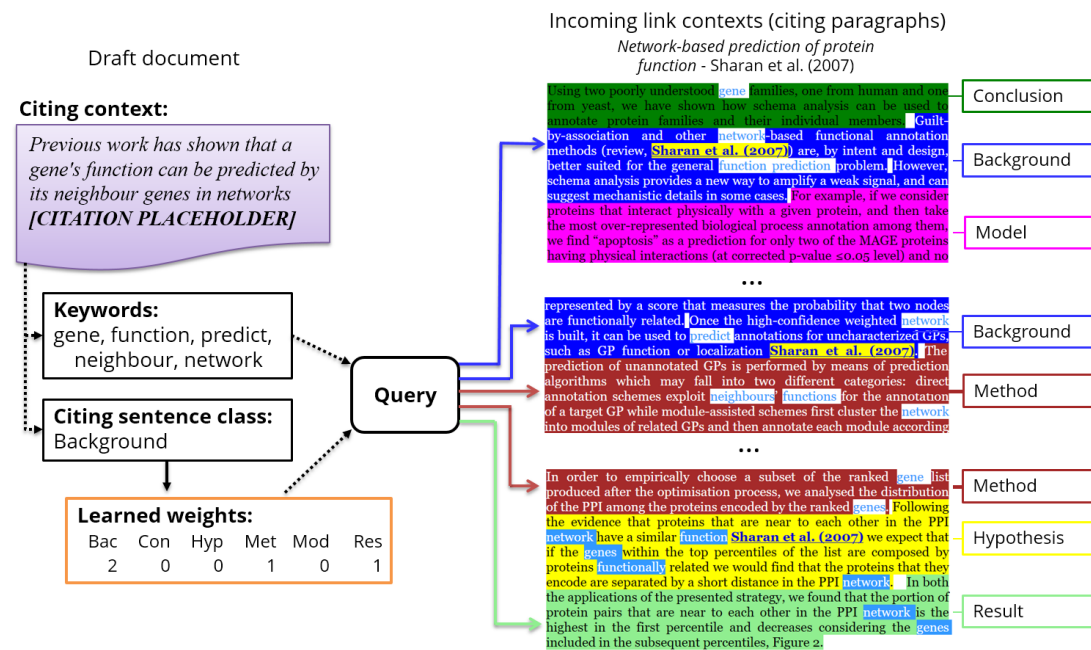 Draft document
Citing context:
Previous work has shown that a
gene's function can be predicted by
its neighbour genes in networks
[CITATION PLACEHOLDER]
Keywords:
gene, function, predict,
neighbour, network
Citing sentence class:
Background
Learned weights:
Bac Con Hyp Met Mod Res
2 0 0 1 0 1
Query
Incoming link contexts (citing paragraphs)
Network-based prediction of protein
function - Sharan et al. (2007)
Using two poorly understood gene families, one from human and one
from yeast, we have shown how schema analysis can be used to
annotate protein families and their individual members. Guilt-
by-association and other network-based functional annotation
methods (review, Sharan et al. (2007)) are, by intent and design,
better suited for the general function prediction problem. However,
schema analysis provides a new way to amplify a weak signal, and can
suggest mechanistic details in some cases. For example, if we consider
proteins that interact physically with a given protein, and then take
the most over-represented biological process annotation among them,
we find “apoptosis” as a prediction for only two of the MAGE proteins
having physical interactions (at corrected p-value ≤0.05 level) and no
Conclusion
Background
Model
...
represented by a score that measures the probability that two nodes
are functionally related. Once the high-confidence weighted network
is built, it can be used to predict annotations for uncharacterized GPs,
such as GP function or localization Sharan et al. (2007). The
prediction of unannotated GPs is performed by means of prediction
algorithms which may fall into two different categories: direct
annotation schemes exploit neighbours' functions for the annotation
of a target GP while module-assisted schemes first cluster the network
into modules of related GPs and then annotate each module according
Background
Method
...
In order to empirically choose a subset of the ranked gene list
produced after the optimisation process, we analysed the distribution
of the PPI among the proteins encoded by the ranked genes. Following
the evidence that proteins that are near to each other in the PPI
network have a similar function Sharan et al. (2007) we expect that
if the genes within the top percentiles of the list are composed by
proteins functionally related we would find that the proteins that they
encode are separated by a short distance in the PPI network. In both
the applications of the presented strategy, we found that the portion of
protein pairs that are near to each other in the PPI network is the
highest in the first percentile and decreases considering the genes
included in the subsequent percentiles, Figure 2.
Method
Hypothesis
Result